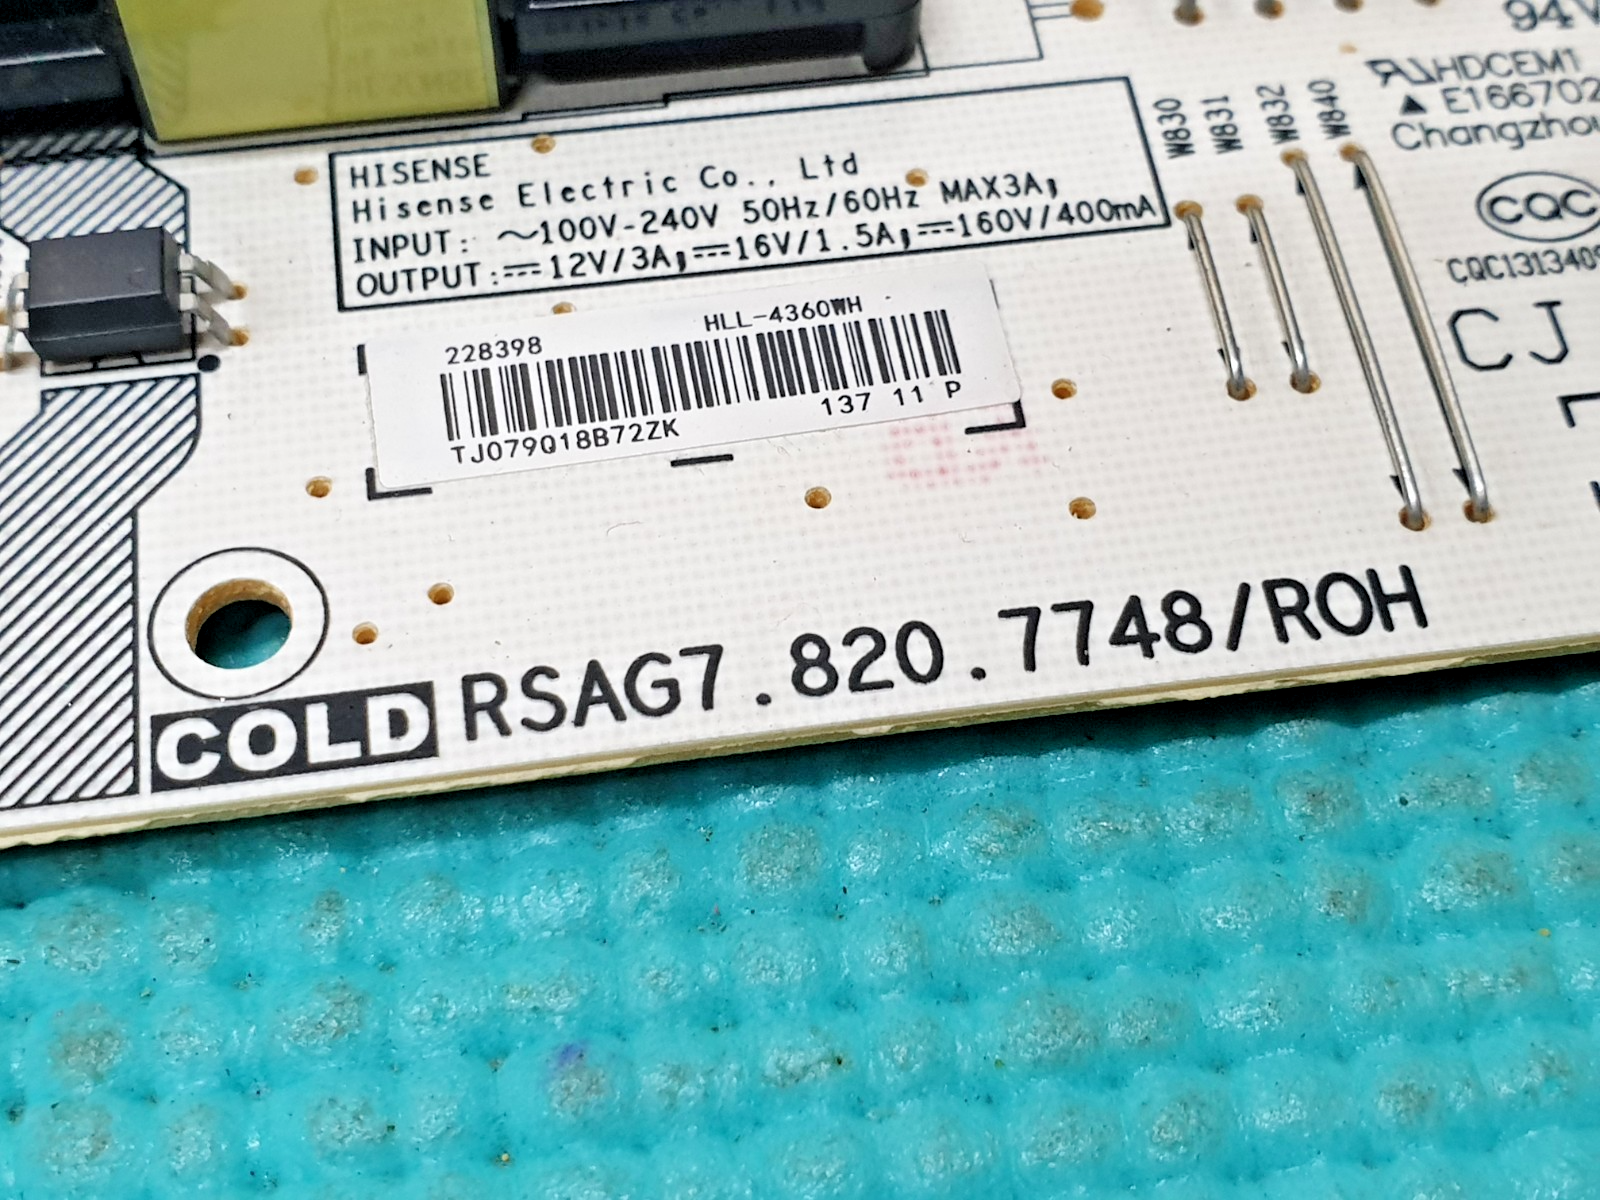 HISENSE
Hisense Electric Co., Ltd
INPUT: ～100V-240V 50Hz/60Hz MAX3A,
OUTPUT:⎓12V/3A,⎓16V/1.5A,⎓160V/400mA
228398
HLL-4360WH
TJ079Q18B72ZK
137 11 P
COLD RSAG7.820.7748/ROH
W830
W831
W832
W840
94V
HDCEM1
▲ E166702
Changzhou
CQC
CQC1313409
CJ